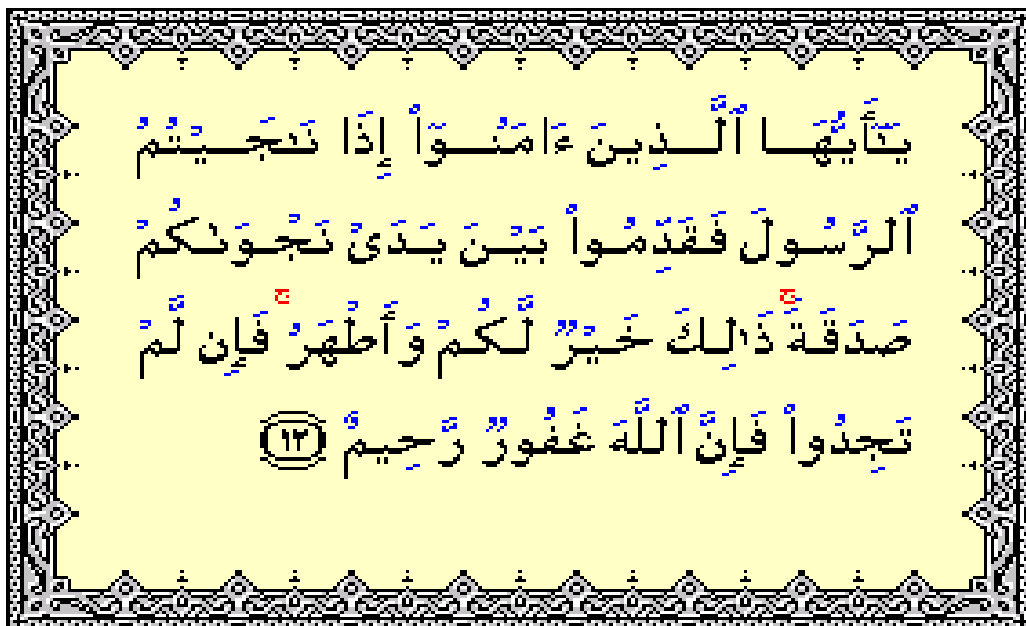 يَـٰٓأَيُّهَا ٱلَّذِينَ ءَامَنُوٓا۟ إِذَا نَـٰجَيْتُمُ
ٱلرَّسُولَ فَقَدِّمُوا۟ بَيْنَ يَدَىْ نَجْوَىٰكُمْ
صَدَقَةً ۚ ذَٰلِكَ خَيْرٌ لَّكُمْ وَأَطْهَرُ ۚ فَإِن لَّمْ
تَجِدُوا۟ فَإِنَّ ٱللَّهَ غَفُورٌ رَّحِيمٌ ١٢